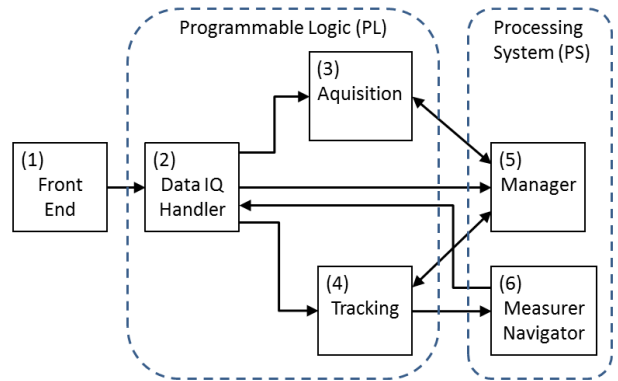 Programmable Logic (PL)
Processing
System (PS)
(1)
Front
End
(2)
Data IQ
Handler
(3)
Aquisition
(4)
Tracking
(5)
Manager
(6)
Measurer
Navigator